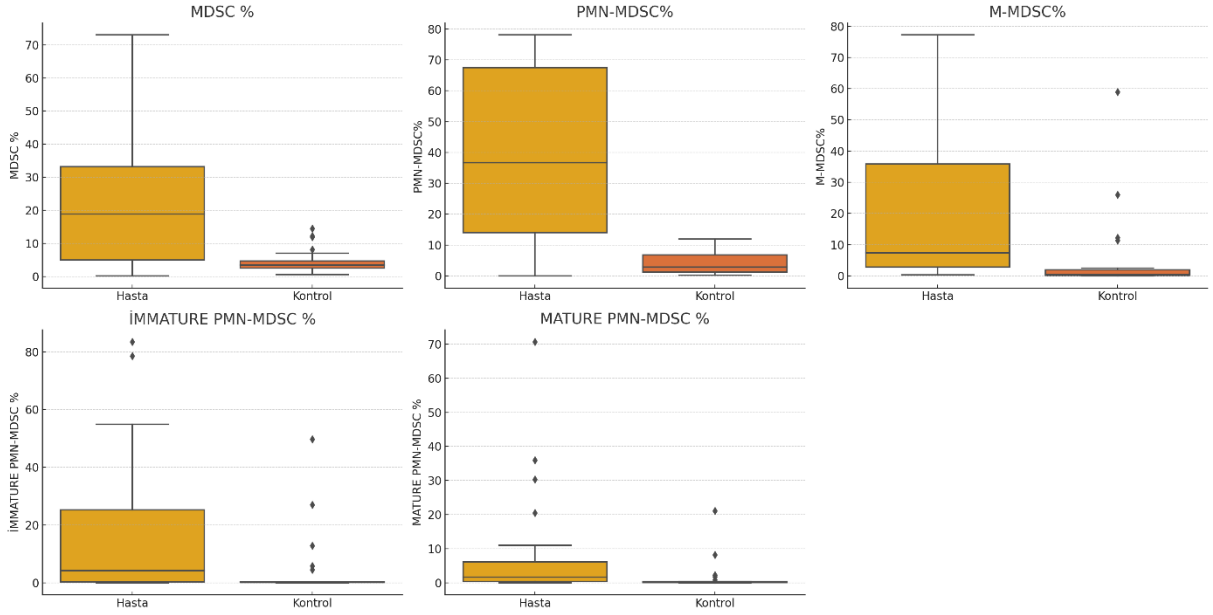 MDSC %
MDSC %
70
60
50
40
30
20
10
0
Hasta Kontrol
PMN-MDSC%
PMN-MDSC%
80
70
60
50
40
30
20
10
0
Hasta Kontrol
M-MDSC%
M-MDSC%
80
70
60
50
40
30
20
10
0
Hasta Kontrol
İMMATURE PMN-MDSC %
İMMATURE PMN-MDSC %
80
60
40
20
0
Hasta Kontrol
MATURE PMN-MDSC %
MATURE PMN-MDSC %
70
60
50
40
30
20
10
0
Hasta Kontrol